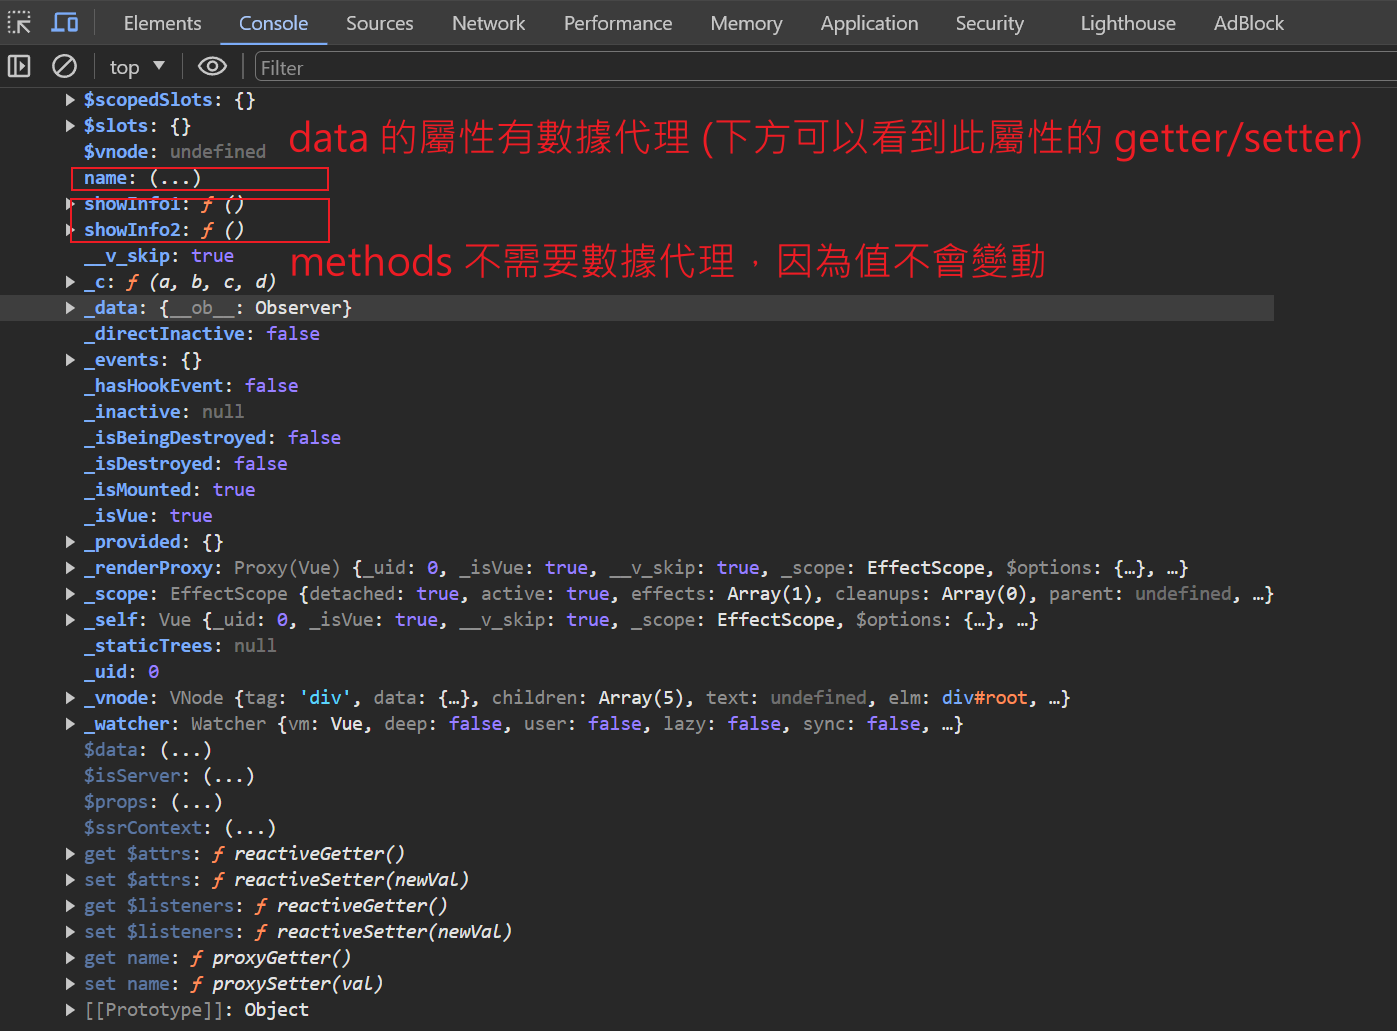 Elements Console Sources Network Performance Memory Application Security Lighthouse AdBlock
top Filter
$scopedSlots: {}
$slots: {}
data 的屬性有數據代理 (下方可以看到此屬性的 getter/setter)
$vnode: undefined
name: (...)
showInfo1: ƒ ()
showInfo2: ƒ ()
methods 不需要數據代理，因為值不會變動
__v_skip: true
_c: ƒ (a, b, c, d)
_data: {__ob__: Observer}
_directInactive: false
_events: {}
_hasHookEvent: false
_inactive: null
_isBeingDestroyed: false
_isDestroyed: false
_isMounted: true
_isVue: true
_provided: {}
_renderProxy: Proxy(Vue) {_uid: 0, _isVue: true, __v_skip: true, _scope: EffectScope, $options: {…}, …}
_scope: EffectScope {detached: true, active: true, effects: Array(1), cleanups: Array(0), parent: undefined, …}
_self: Vue {_uid: 0, _isVue: true, __v_skip: true, _scope: EffectScope, $options: {…}, …}
_staticTrees: null
_uid: 0
_vnode: VNode {tag: 'div', data: {…}, children: Array(5), text: undefined, elm: div#root, …}
_watcher: Watcher {vm: Vue, deep: false, user: false, lazy: false, sync: false, …}
$data: (...)
$isServer: (...)
$props: (...)
$ssrContext: (...)
get $attrs: ƒ reactiveGetter()
set $attrs: ƒ reactiveSetter(newVal)
get $listeners: ƒ reactiveGetter()
set $listeners: ƒ reactiveSetter(newVal)
get name: ƒ proxyGetter()
set name: ƒ proxySetter(val)
[[Prototype]]: Object